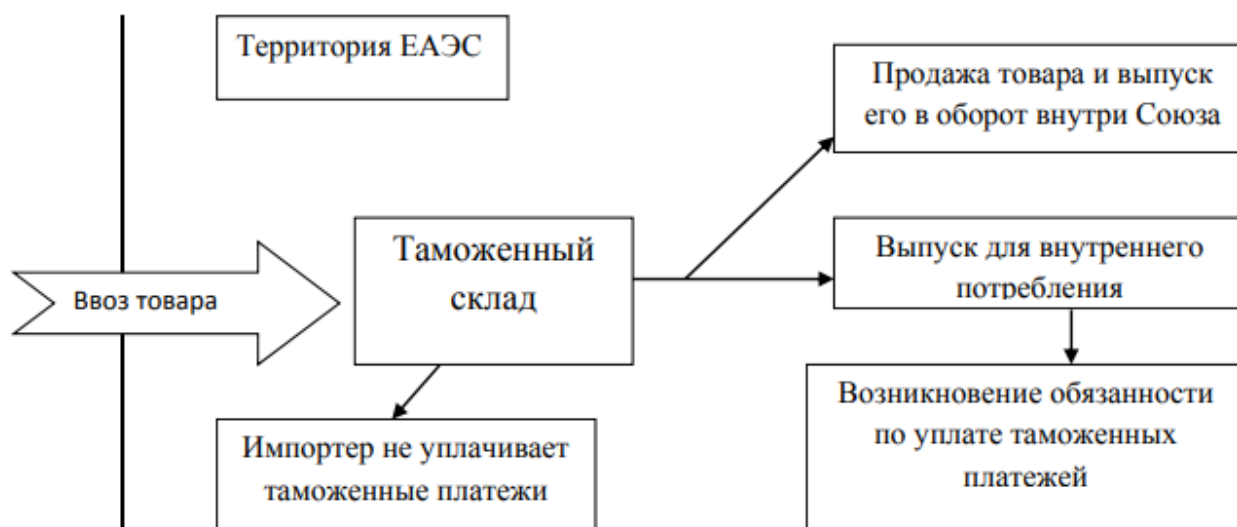 Территория ЕАЭС
Продажа товара и выпуск
его в оборот внутри Союза
Таможенный
склад
Выпуск для внутреннего
потребления
Ввоз товара
Импортер не уплачивает
таможенные платежи
Возникновение обязанности
по уплате таможенных
платежей